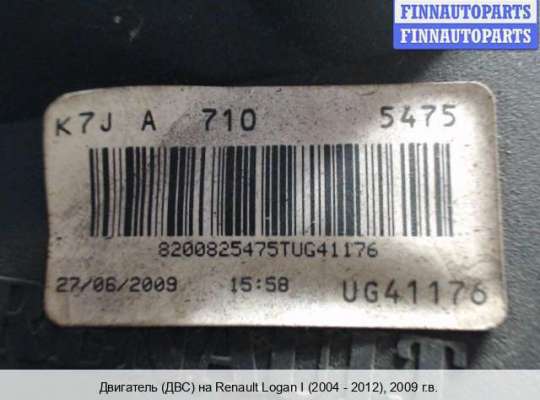 FINNAUTOPARTS
FINNAUTOPARTS
K7J A 710 5475
8200825475TUG41176
27/06/2009 15:58 UG41176
Двигатель (ДВС) на Renault Logan I (2004 - 2012), 2009 г.в.